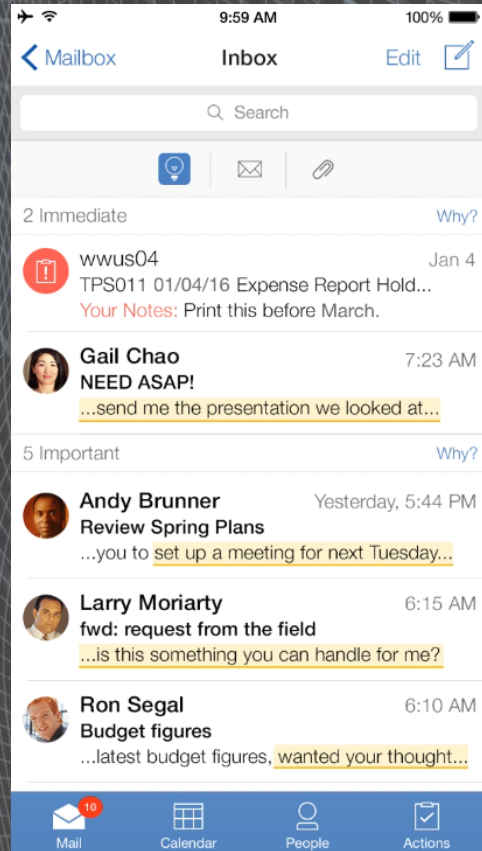 9:59 AM 100%
Mailbox Inbox Edit
Search
2 Immediate Why?
wwus04 Jan 4
TPS011 01/04/16 Expense Report Hold...
Your Notes: Print this before March.
Gail Chao 7:23 AM
NEED ASAP!
...send me the presentation we looked at...
5 Important Why?
Andy Brunner Yesterday, 5:44 PM
Review Spring Plans
...you to set up a meeting for next Tuesday...
Larry Moriarty 6:15 AM
fwd: request from the field
...is this something you can handle for me?
Ron Segal 6:10 AM
Budget figures
...latest budget figures, wanted your thought...
10
Mail Calendar People Actions